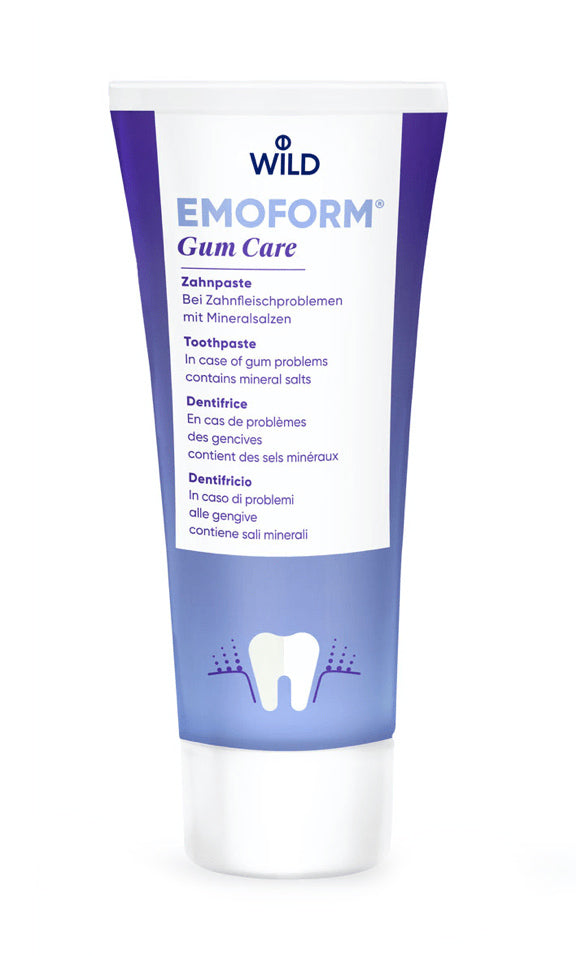 WILD
EMOFORM®
Gum Care
Zahnpaste
Bei Zahnfleischproblemen
mit Mineralsalzen
Toothpaste
In case of gum problems
contains mineral salts
Dentifrice
En cas de problèmes
des gencives
contient des sels minéraux
Dentifricio
In caso di problemi
alle gengive
contiene sali minerali